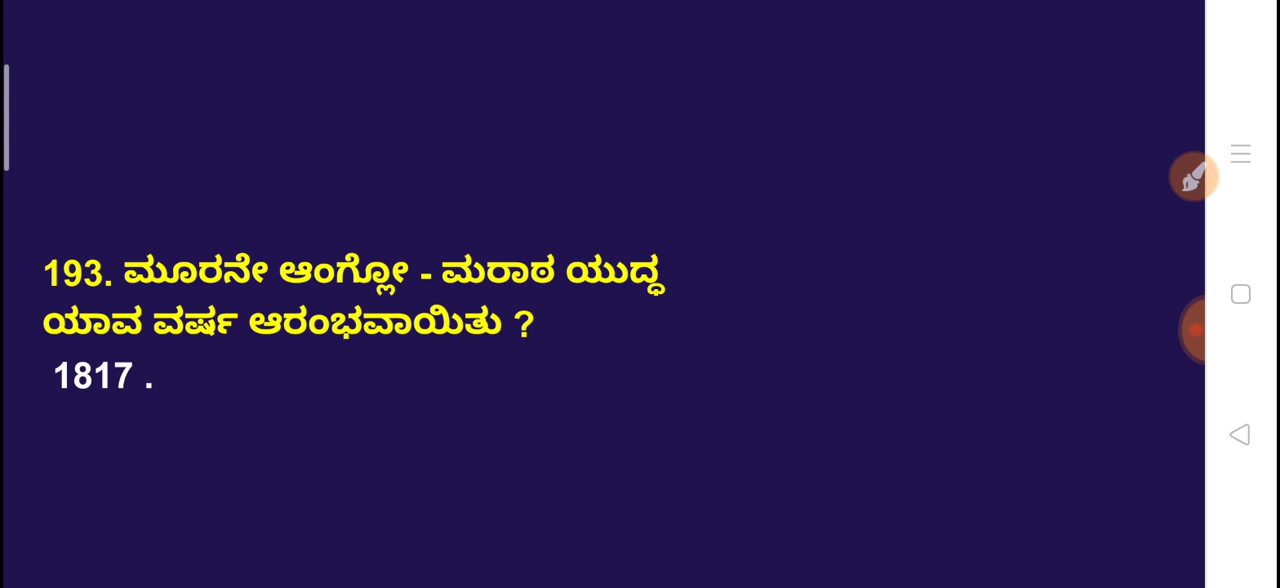 193. ಮೂರನೇ ಆಂಗ್ಲೋ - ಮರಾಠ ಯುದ್ಧ
ಯಾವ ವರ್ಷ ಆರಂಭವಾಯಿತು ?
1817 .